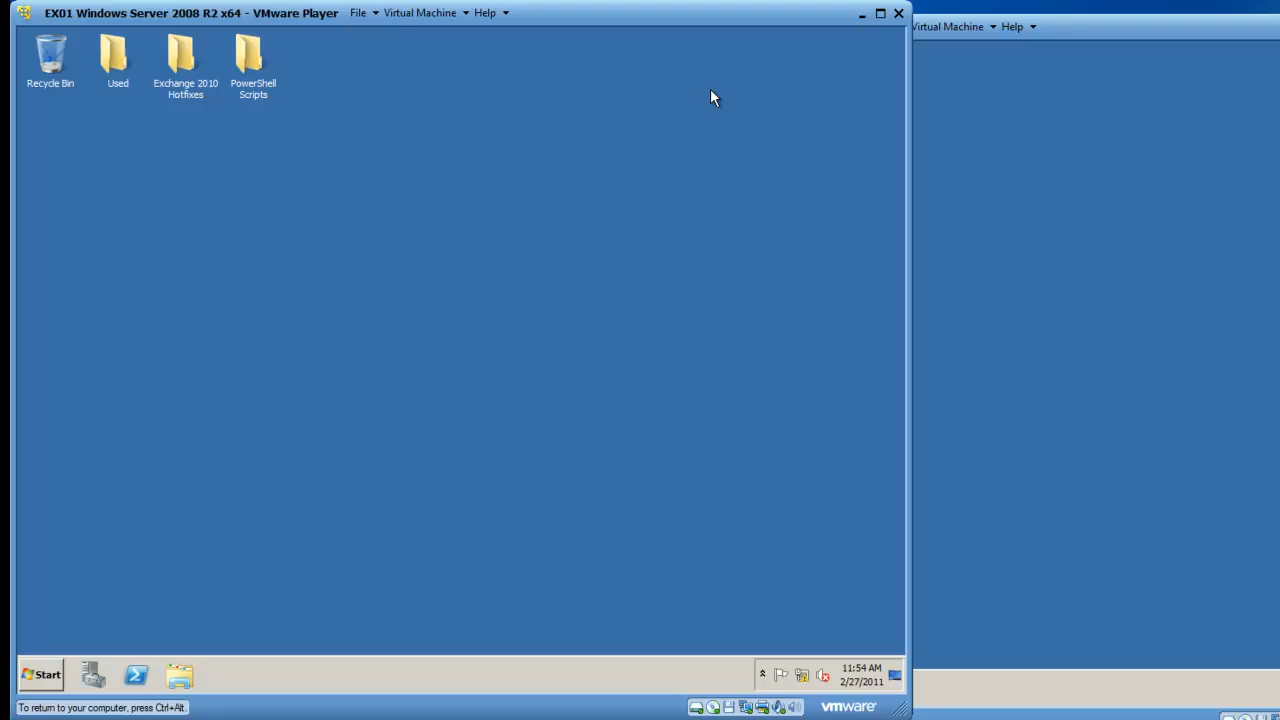 EX01 Windows Server 2008 R2 x64 - VMware Player File Virtual Machine Help
Virtual Machine Help
Recycle Bin
Used
Exchange 2010
Hotfixes
PowerShell
Scripts
Start
11:54 AM
2/27/2011
To return to your computer, press Ctrl+Alt.
vmware